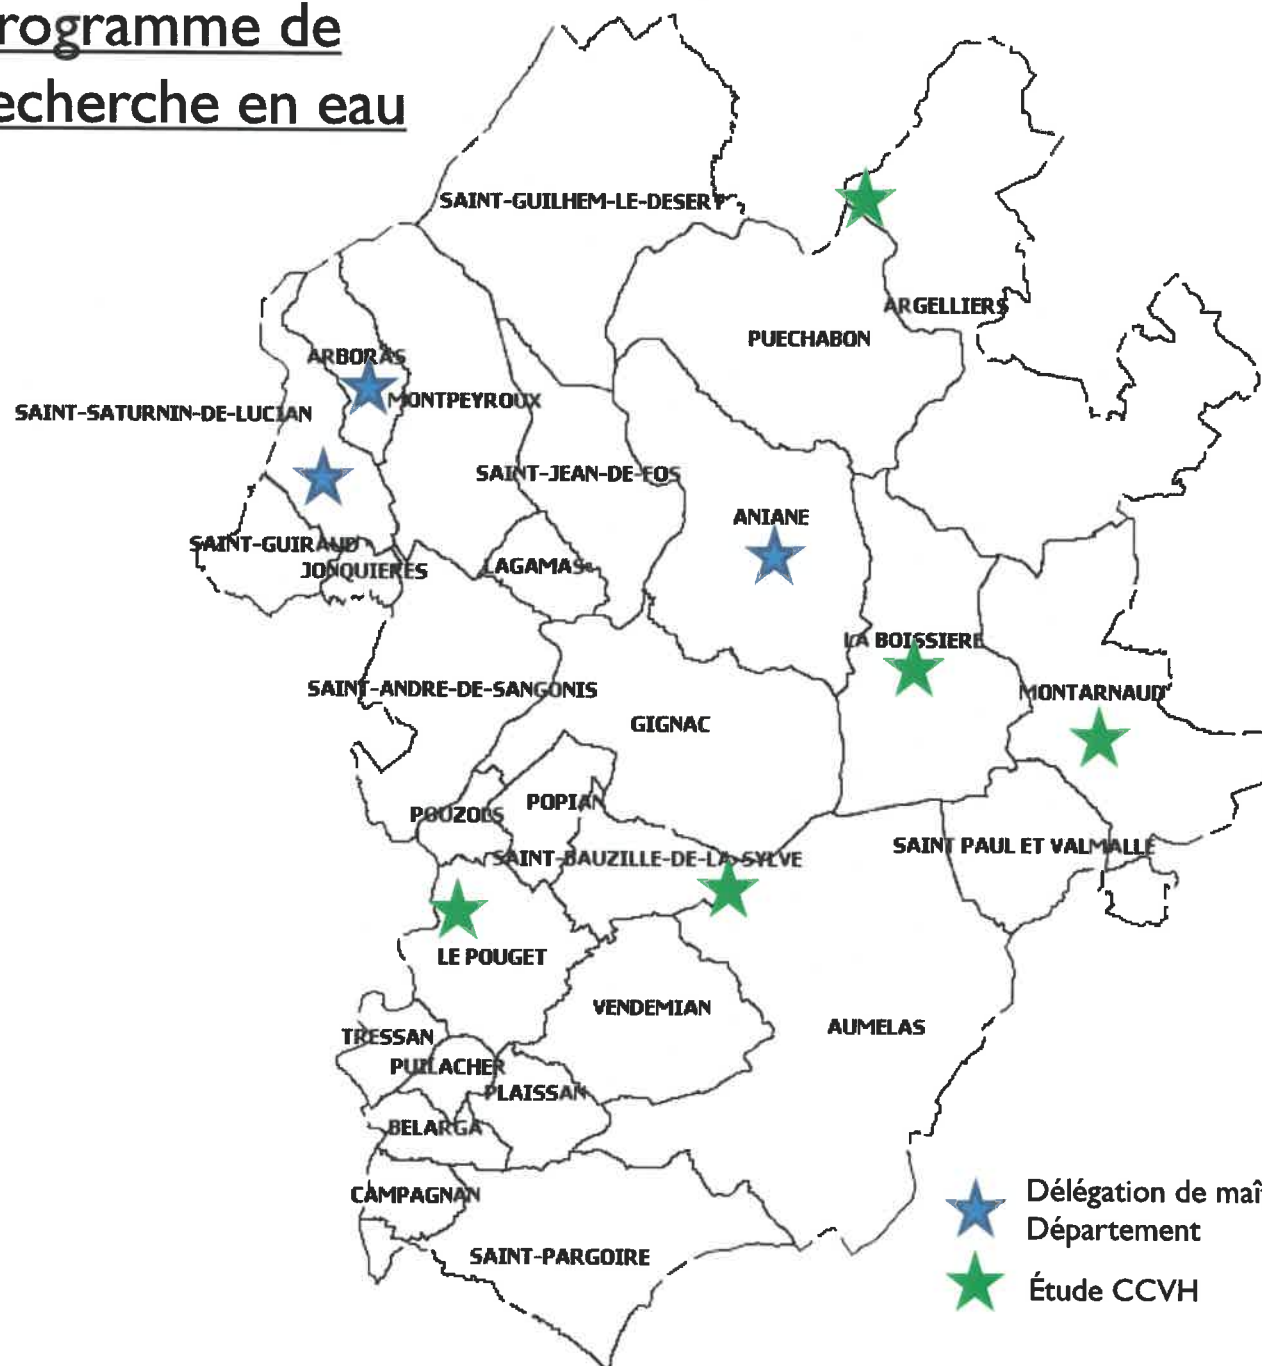 rogramme de
echerche en eau
SAINT-GUILHEM-LE-DESERT
ARGELLIERS
PUECHABON
ARBORAS
MONTPEYROUX
SAINT-SATURNIN-DE-LUCIAN
SAINT-JEAN-DE-FOS
ANIANE
SAINT-GUIRAUD
JONQUIERES
LAGAMAS
LA BOISSIERE
SAINT-ANDRE-DE-SANGONIS
MONTARNAUD
GIGNAC
POPIAN
POUZOLS
SAINT PAUL ET VALMALLE
SAINT-BAUZILLE-DE-LA-SYLVE
LE POUGET
VENDEMIAN
AUMELAS
TRESSAN
PUILACHER
PLAISSAN
BELARGA
CAMPAGNAN
SAINT-PARGOIRE
Délégation de maî
Département
Étude CCVH